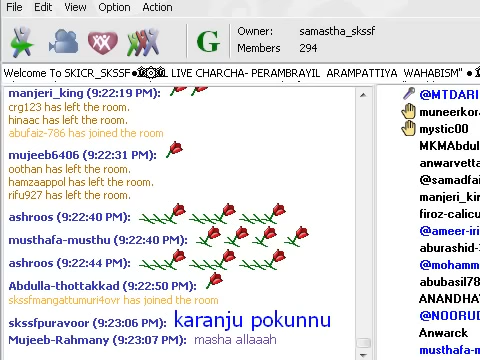 File Edit View Option Action
G Owner: samastha_skssf
Members 294
Welcome To SKICR_SKSSF LIVE CHARCHA- PERAMBRAYIL ARAMPATTIYA WAHABISM"
manjeri_king (9:22:19 PM):
crg123 has left the room.
hinaac has left the room.
abufaiz-786 has joined the room
mujeeb6406 (9:22:31 PM):
oothan has left the room.
hamzaappol has left the room.
rifu927 has left the room.
ashroos (9:22:40 PM):
musthafa-musthu (9:22:40 PM):
ashroos (9:22:44 PM):
Abdulla-thottakkad (9:22:50 PM):
skssfmangattumuri4ovr has joined the room
skssfpuravoor (9:23:06 PM): karanju pokunnu
Mujeeb-Rahmany (9:23:07 PM): masha allaaah
@MTDARI
muneerkor
mystic00
MKMAbdul
anwarvetta
@samadfai
manjeri_kin
firoz-calicu
@ameer-iri
aburashid-
@mohamm
abubasil78
ANANDHA
@NOORUD
Anwarck
musthafa-m